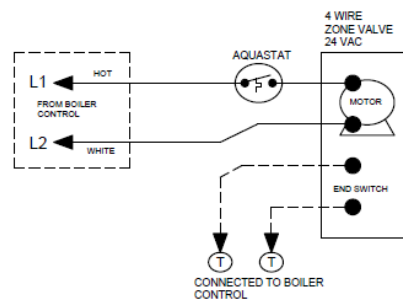 4 WIRE
ZONE VALVE
24 VAC
AQUASTAT
L1
HOT
MOTOR
FROM BOILER
CONTROL
L2
WHITE
END SWITCH
T T
CONNECTED TO BOILER
CONTROL